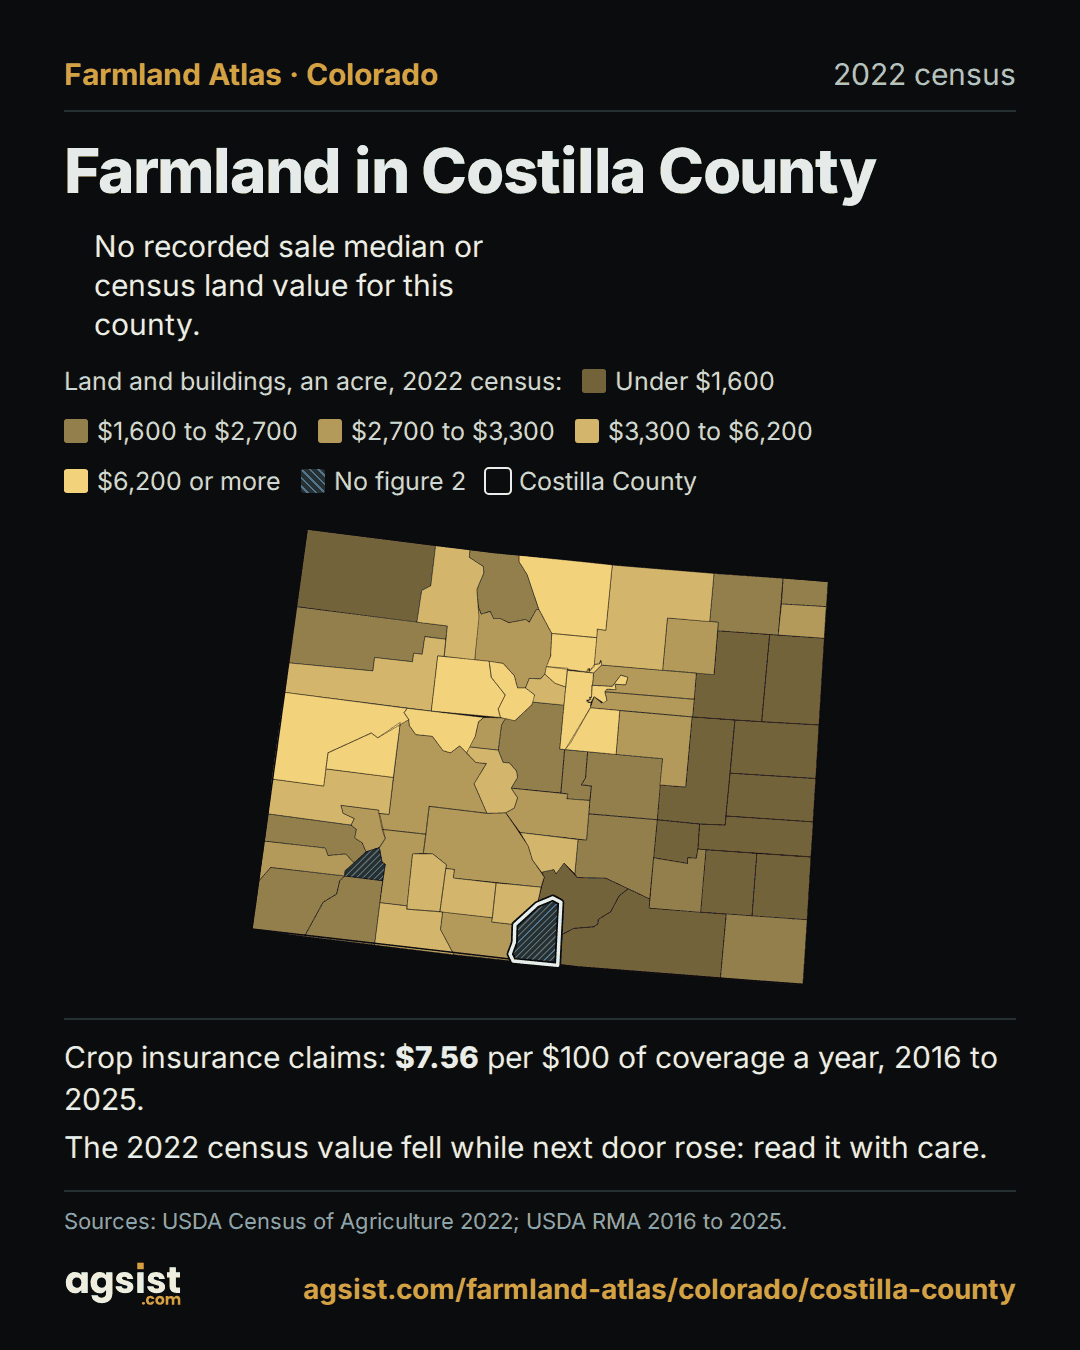 Farmland Atlas · Colorado
2022 census
Farmland in Costilla County
No recorded sale median or
census land value for this
county.
Land and buildings, an acre, 2022 census: Under $1,600
$1,600 to $2,700 $2,700 to $3,300 $3,300 to $6,200
$6,200 or more No figure 2 Costilla County
Crop insurance claims: $7.56 per $100 of coverage a year, 2016 to
2025.
The 2022 census value fell while next door rose: read it with care.
Sources: USDA Census of Agriculture 2022; USDA RMA 2016 to 2025.
agsist
.com
agsist.com/farmland-atlas/colorado/costilla-county